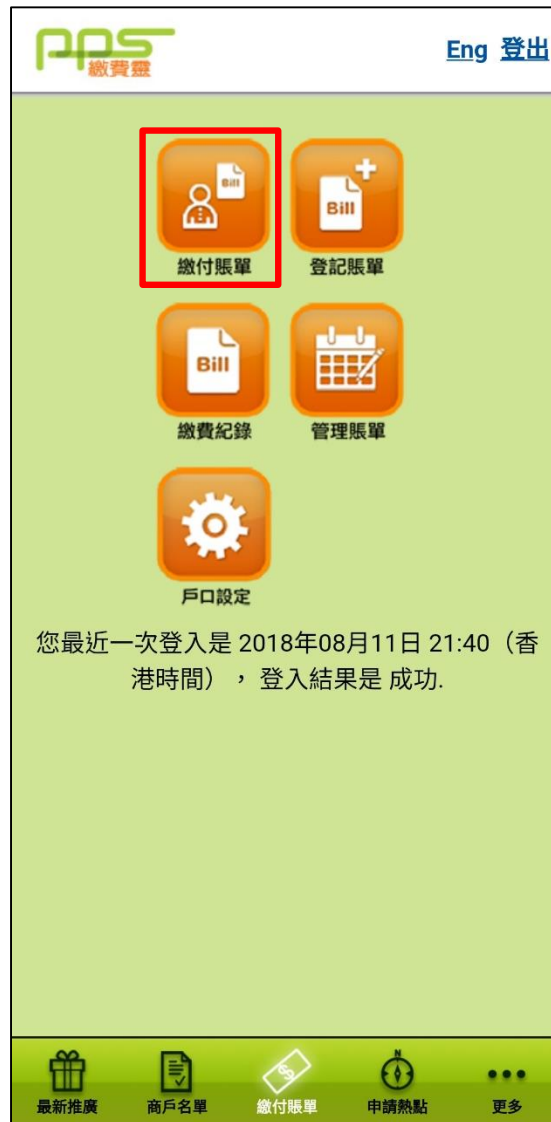 pps
繳費靈
Eng 登出
Bill
Bill
繳付賬單 登記賬單
Bill
繳費紀錄 管理賬單
戶口設定
您最近一次登入是 2018年08月11日 21:40（香
港時間），登入結果是 成功.
N
$
最新推廣 商戶名單 繳付賬單 申請熱點 更多